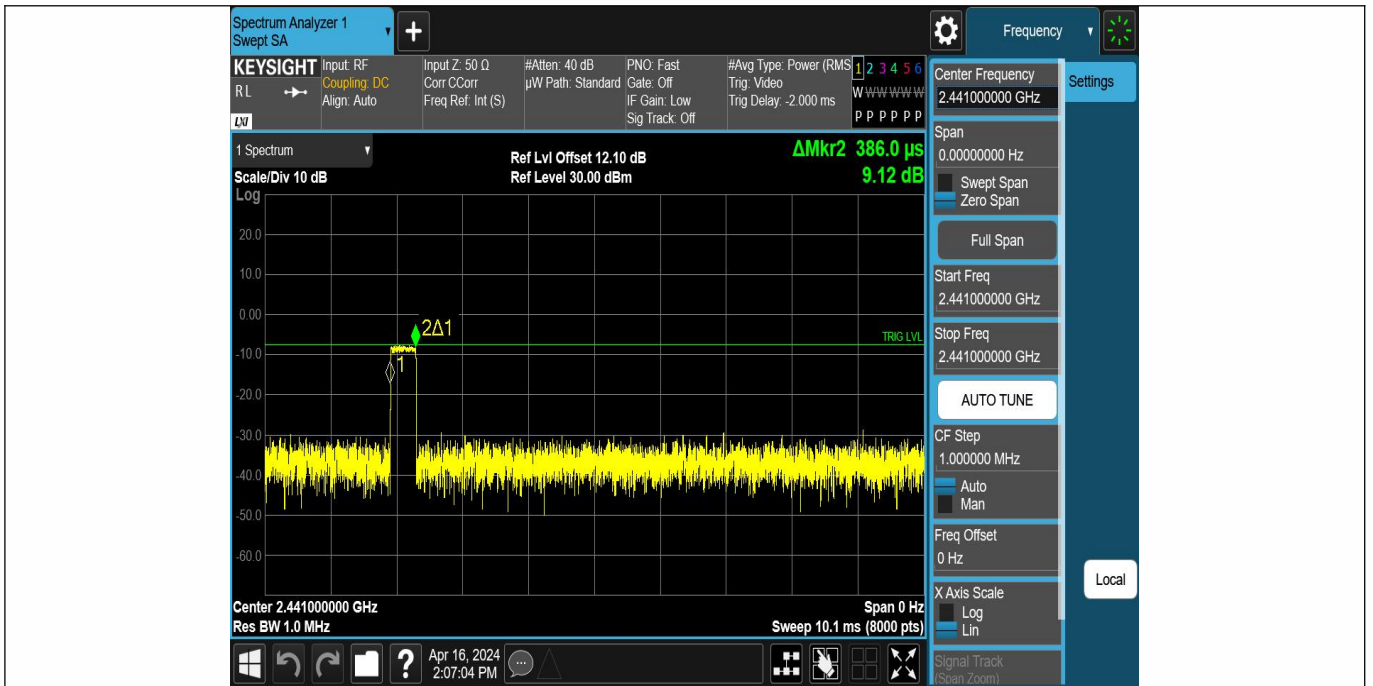 Spectrum Analyzer 1
Swept SA
+
Frequency
KEYSIGHT
RL
LXI
Input: RF
Coupling: DC
Align: Auto
Input Z: 50 Ω
Corr CCorr
Freq Ref: Int (S)
#Atten: 40 dB
µW Path: Standard
PNO: Fast
Gate: Off
IF Gain: Low
Sig Track: Off
#Avg Type: Power (RMS
Trig: Video
Trig Delay: -2.000 ms
1 2 3 4 5 6
W W W W W W
P P P P P P
1 Spectrum
Scale/Div 10 dB
Log
Ref Lvl Offset 12.10 dB
Ref Level 30.00 dBm
ΔMkr2 386.0 µs
9.12 dB
20.0
10.0
0.00
-10.0
-20.0
-30.0
-40.0
-50.0
-60.0
2Δ1
1
TRIG LVL
Center 2.441000000 GHz
Res BW 1.0 MHz
Span 0 Hz
Sweep 10.1 ms (8000 pts)
Center Frequency
2.441000000 GHz
Settings
Span
0.00000000 Hz
Swept Span
Zero Span
Full Span
Start Freq
2.441000000 GHz
Stop Freq
2.441000000 GHz
AUTO TUNE
CF Step
1.000000 MHz
Auto
Man
Freq Offset
0 Hz
X Axis Scale
Log
Lin
Signal Track
(Span Zoom)
Local
?
Apr 16, 2024
2:07:04 PM